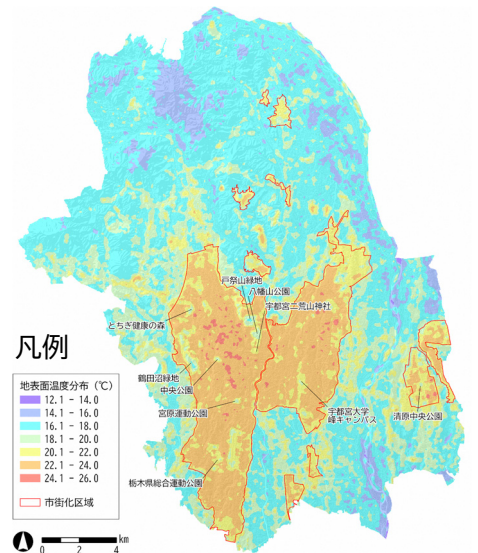 戸祭山緑地
八幡山公園
宇都宮二荒山神社
とちぎ健康の森
凡例
地表面温度分布 (℃)
12.1 - 14.0
14.1 - 16.0
16.1 - 18.0
18.1 - 20.0
20.1 - 22.0
22.1 - 24.0
24.1 - 26.0
市街化区域
鶴田沼緑地
中央公園
宮原運動公園
宇都宮大学
峰キャンパス
清原中央公園
栃木県総合運動公園
0 2 4 km